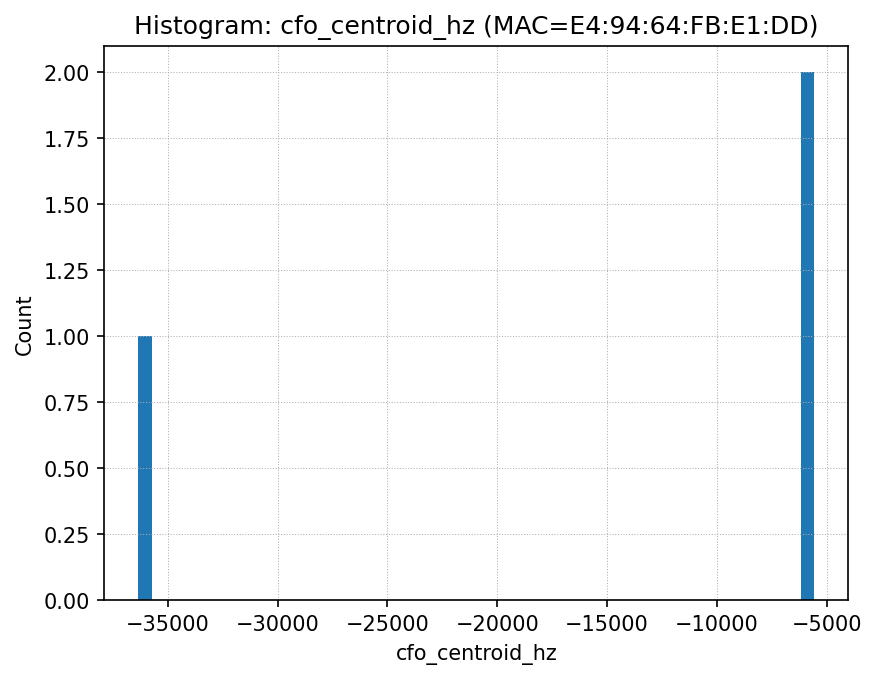 Histogram: cfo_centroid_hz (MAC=E4:94:64:FB:E1:DD)
2.00
1.75
1.50
1.25
1.00
0.75
0.50
0.25
0.00
Count
−35000 −30000 −25000 −20000 −15000 −10000 −5000
cfo_centroid_hz